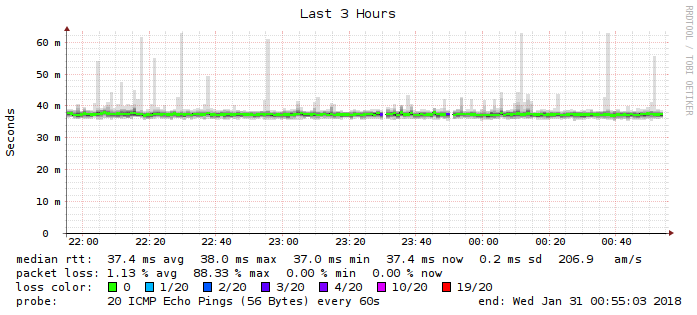 Last 3 Hours
RRDTOOL / TOBI OETIKER
Seconds
60 m
50 m
40 m
30 m
20 m
10 m
0
22:00 22:20 22:40 23:00 23:20 23:40 00:00 00:20 00:40
median rtt: 37.4 ms avg 38.0 ms max 37.0 ms min 37.4 ms now 0.2 ms sd 206.9 am/s
packet loss: 1.13 % avg 88.33 % max 0.00 % min 0.00 % now
loss color: 0 1/20 2/20 3/20 4/20 10/20 19/20
probe: 20 ICMP Echo Pings (56 Bytes) every 60s end: Wed Jan 31 00:55:03 2018